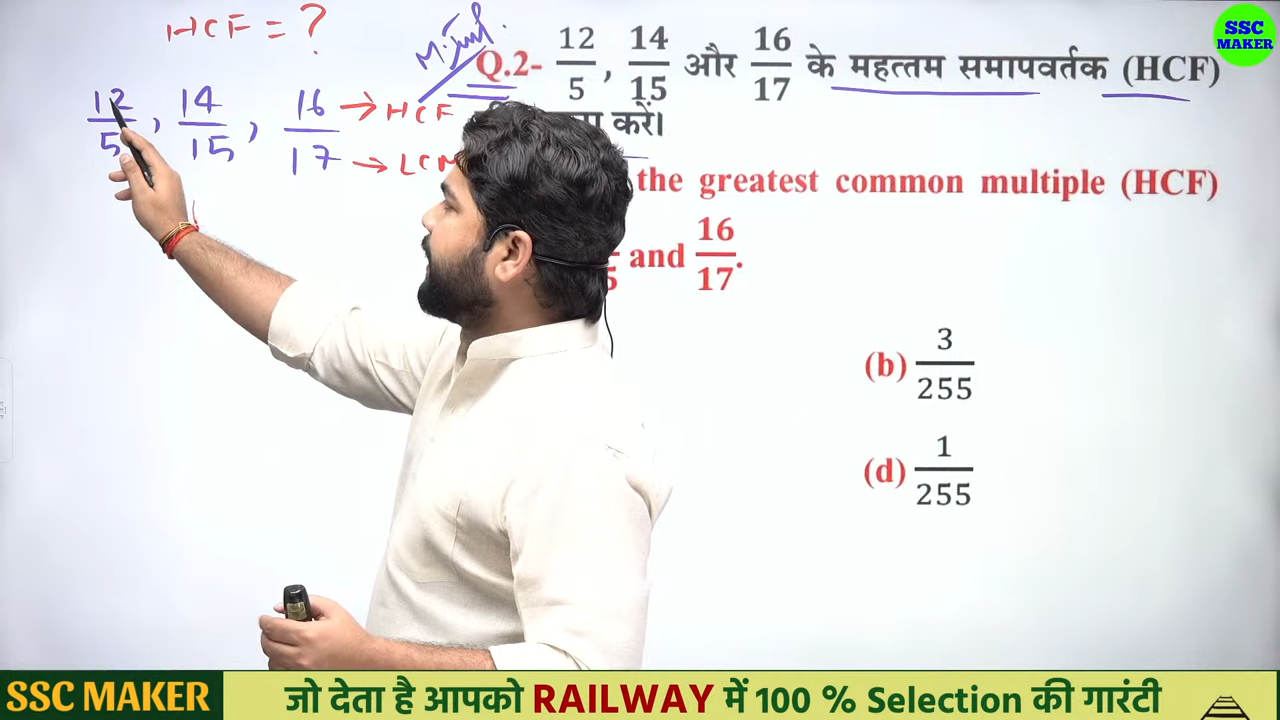 HCF = ?
12/5, 14/15, 16/17 → HCF
→ LCM
Q.2- 12/5, 14/15 और 16/17 के महत्तम समापवर्तक (HCF)
करें।
the greatest common multiple (HCF)
and 16/17.
(b) 3/255
(d) 1/255
SSC MAKER
SSC MAKER जो देता है आपको RAILWAY में 100 % Selection की गारंटी